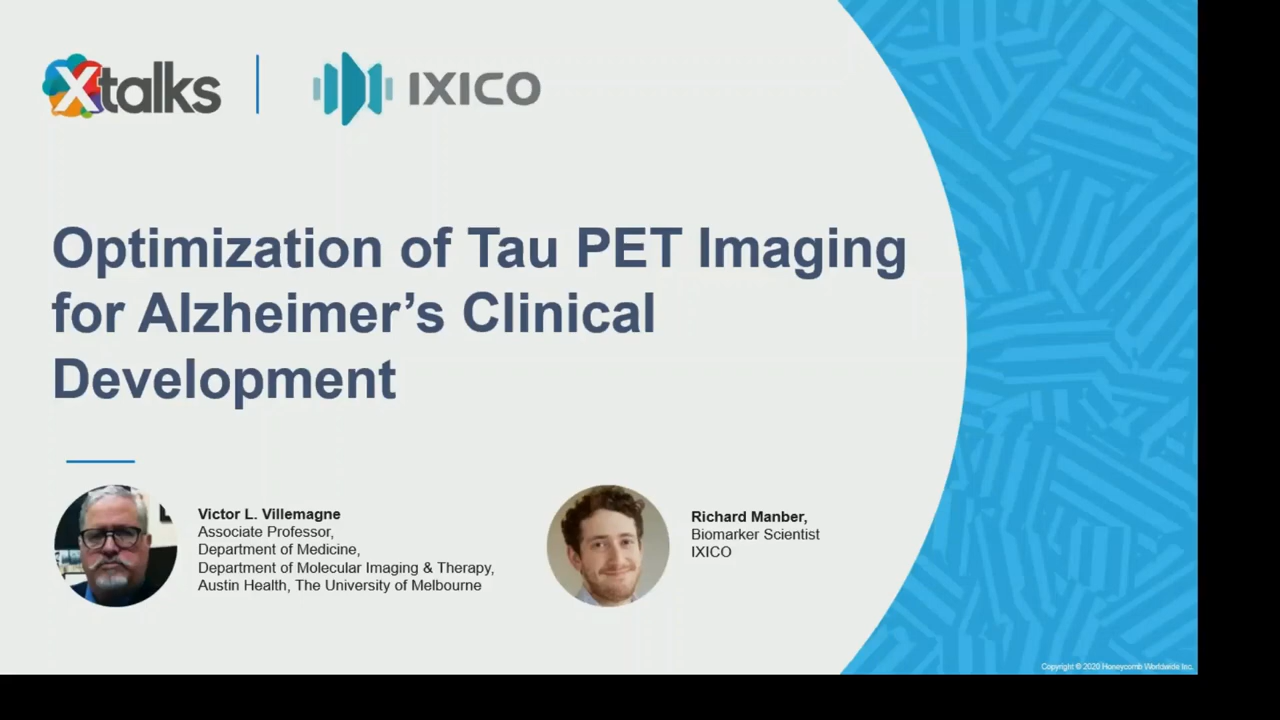 Xtalks
IXICO
Optimization of Tau PET Imaging
for Alzheimer’s Clinical
Development
Victor L. Villemagne
Associate Professor,
Department of Medicine,
Department of Molecular Imaging & Therapy,
Austin Health, The University of Melbourne
Richard Manber,
Biomarker Scientist
IXICO
Copyright © 2020 Honeycomb Worldwide Inc.